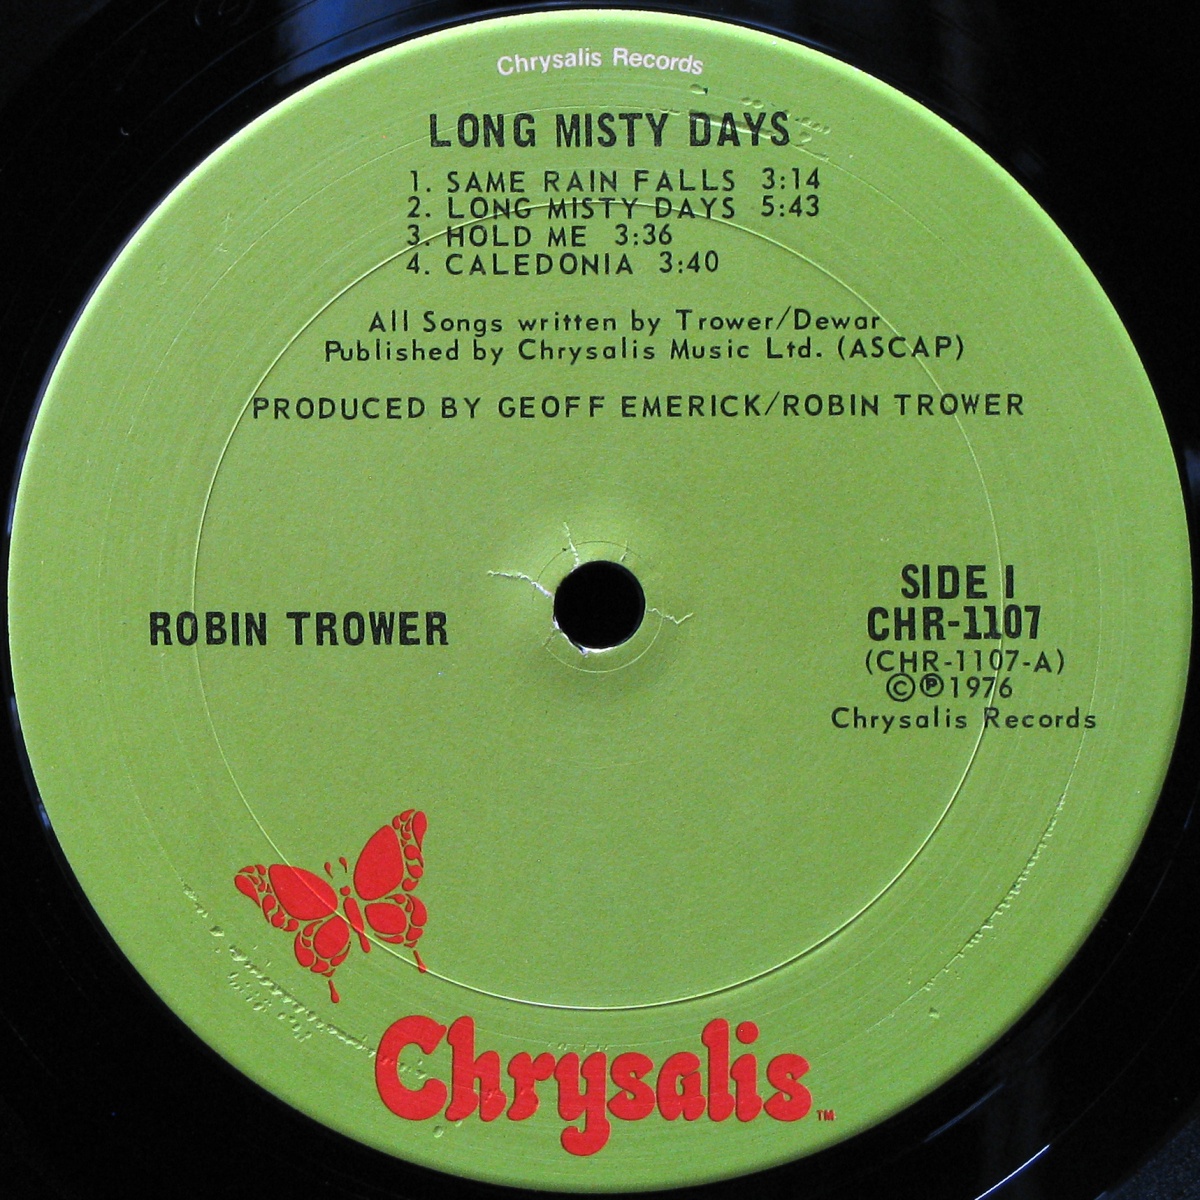 Chrysalis Records
LONG MISTY DAYS
1. SAME RAIN FALLS 3:14
2. LONG MISTY DAYS 5:43
3. HOLD ME 3:36
4. CALEDONIA 3:40
All Songs written by Trower/Dewar
Published by Chrysalis Music Ltd. (ASCAP)
PRODUCED BY GEOFF EMERICK/ROBIN TROWER
ROBIN TROWER
SIDE I
CHR-1107
(CHR-1107-A)
©℗1976
Chrysalis Records
Chrysalis™